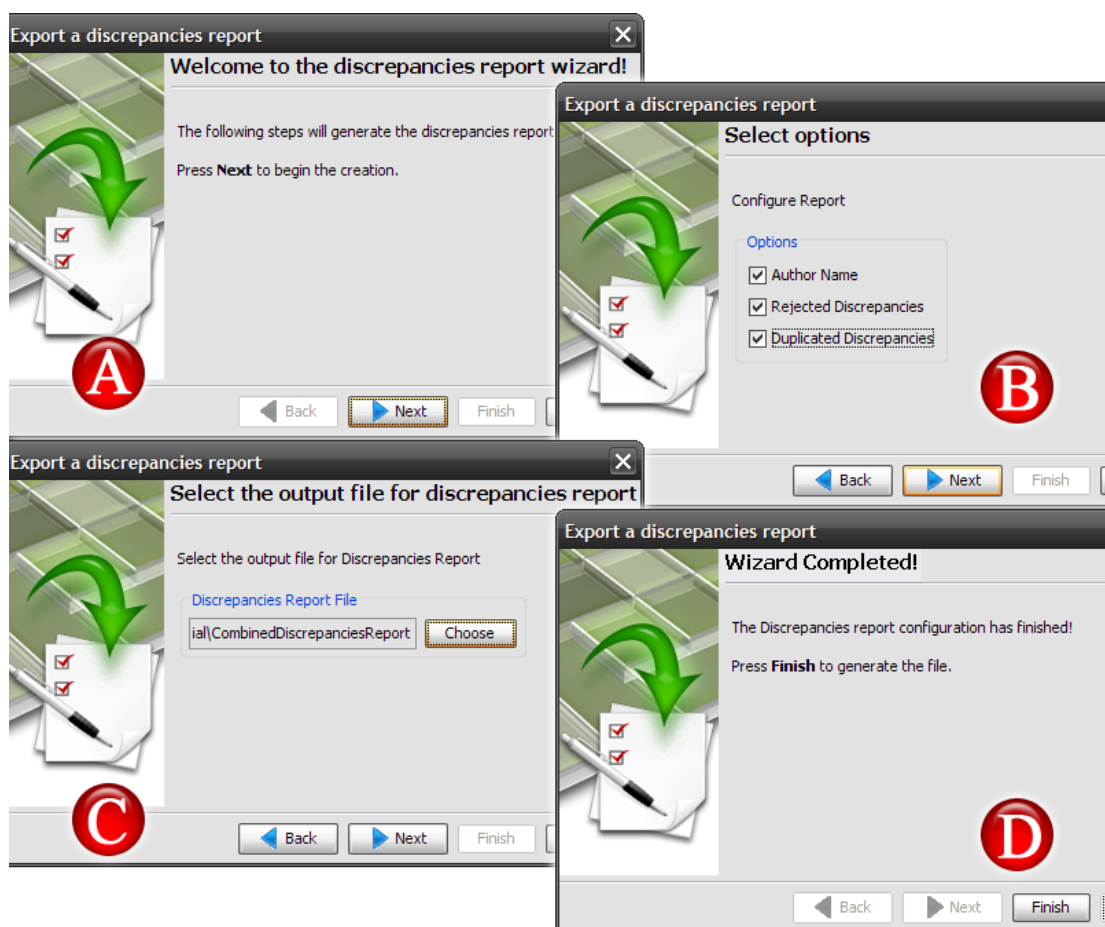 Export a discrepancies report
Welcome to the discrepancies report wizard!
The following steps will generate the discrepancies report
Press Next to begin the creation.
A
Back
Next
Finish
Export a discrepancies report
Select options
Configure Report
Options
Author Name
Rejected Discrepancies
Duplicated Discrepancies
B
Back
Next
Finish
Export a discrepancies report
Select the output file for discrepancies report
Select the output file for Discrepancies Report
Discrepancies Report File
ial\CombinedDiscrepanciesReport
Choose
C
Back
Next
Finish
Export a discrepancies report
Wizard Completed!
The Discrepancies report configuration has finished!
Press Finish to generate the file.
D
Back
Next
Finish